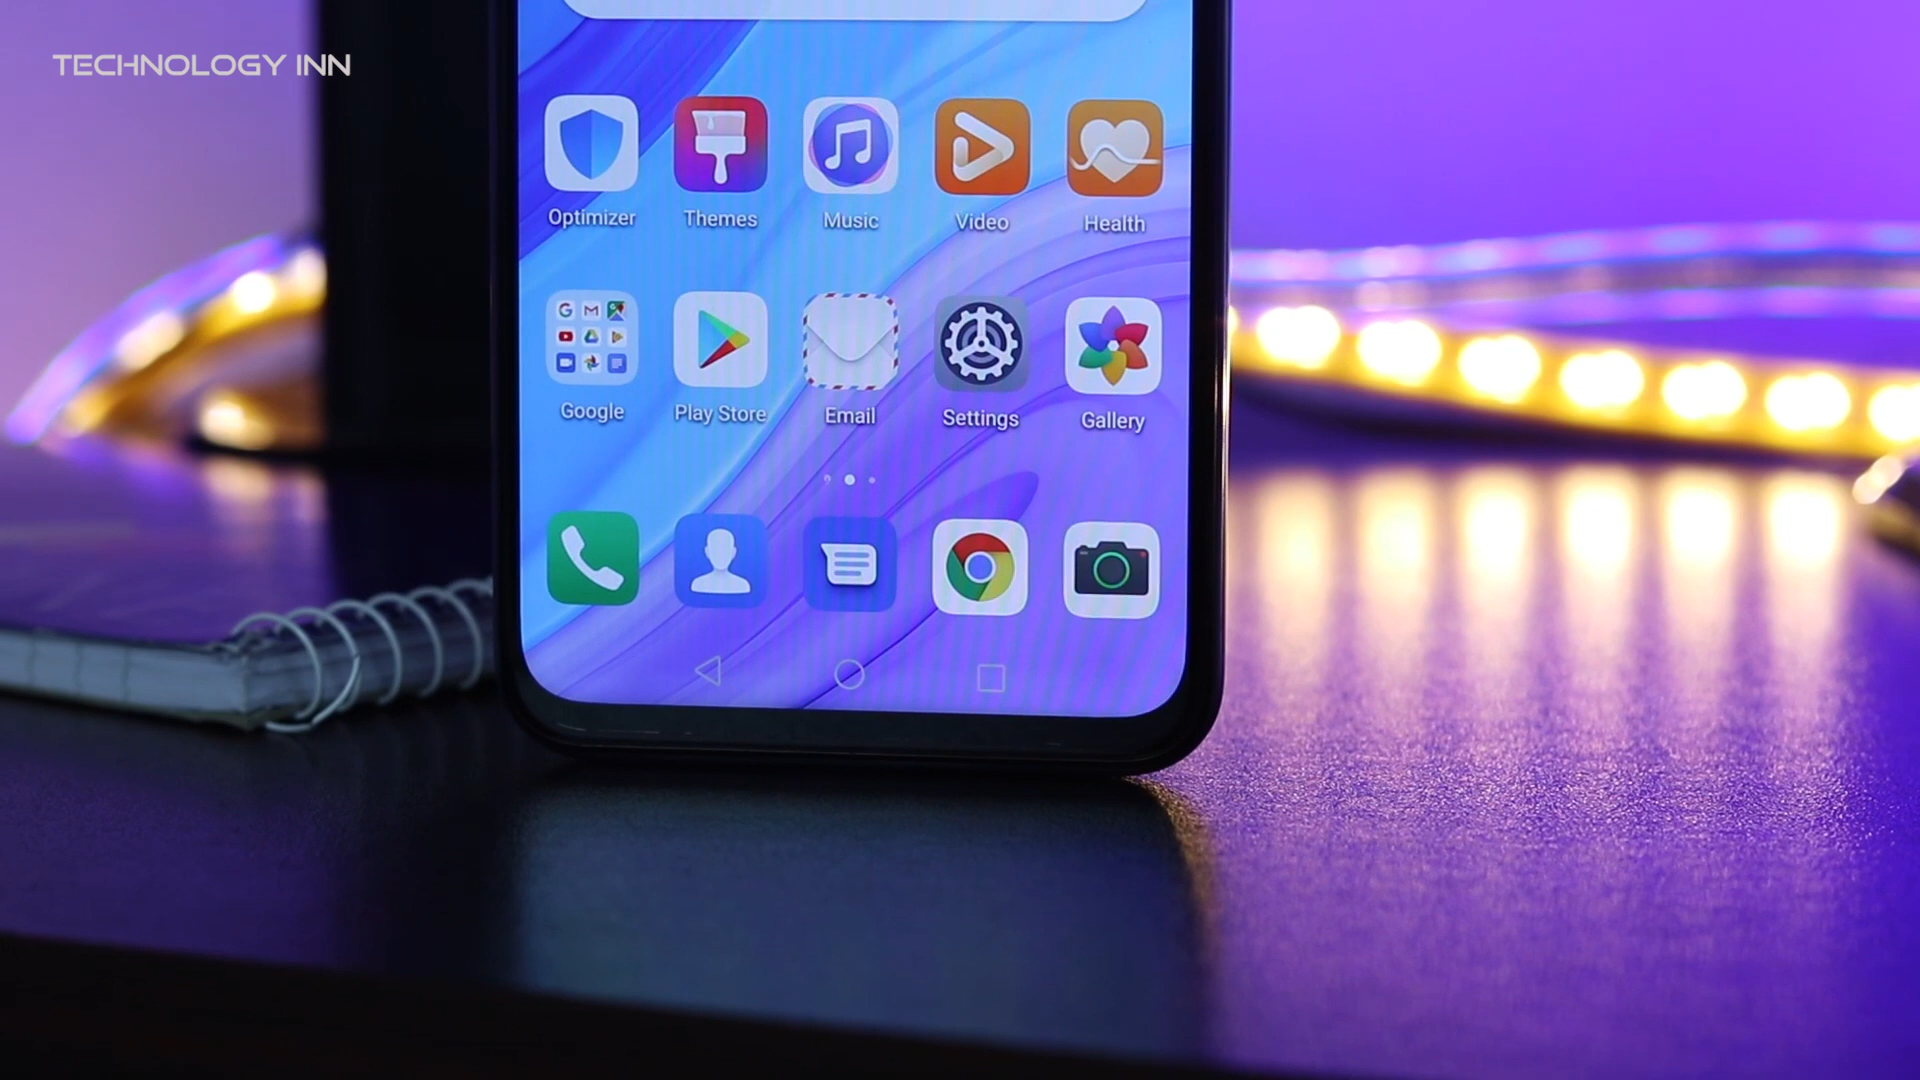 TECHNOLOGY INN
Optimizer Themes Music Video Health
Google Play Store Email Settings Gallery